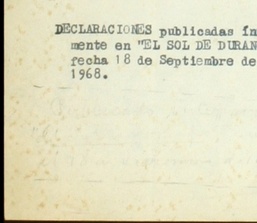 DECLARACIONES publicadas ín
mente en "EL SOL DE DURAN
fecha 18 de Septiembre de
1968.